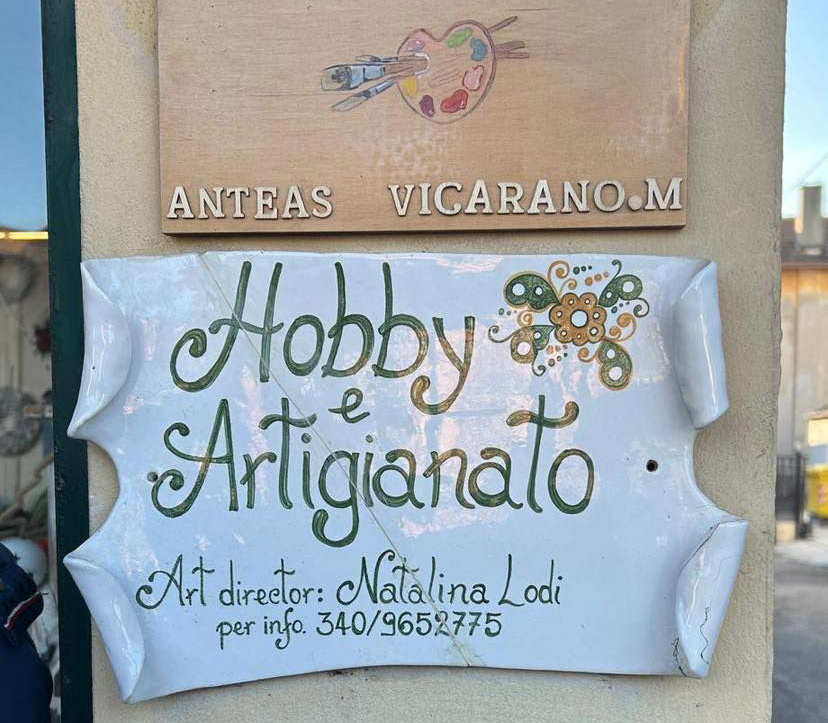 ANTEAS VICARANO.M
Hobby
e
Artigianato
Art director: Natalina Lodi
per info. 340/9652775